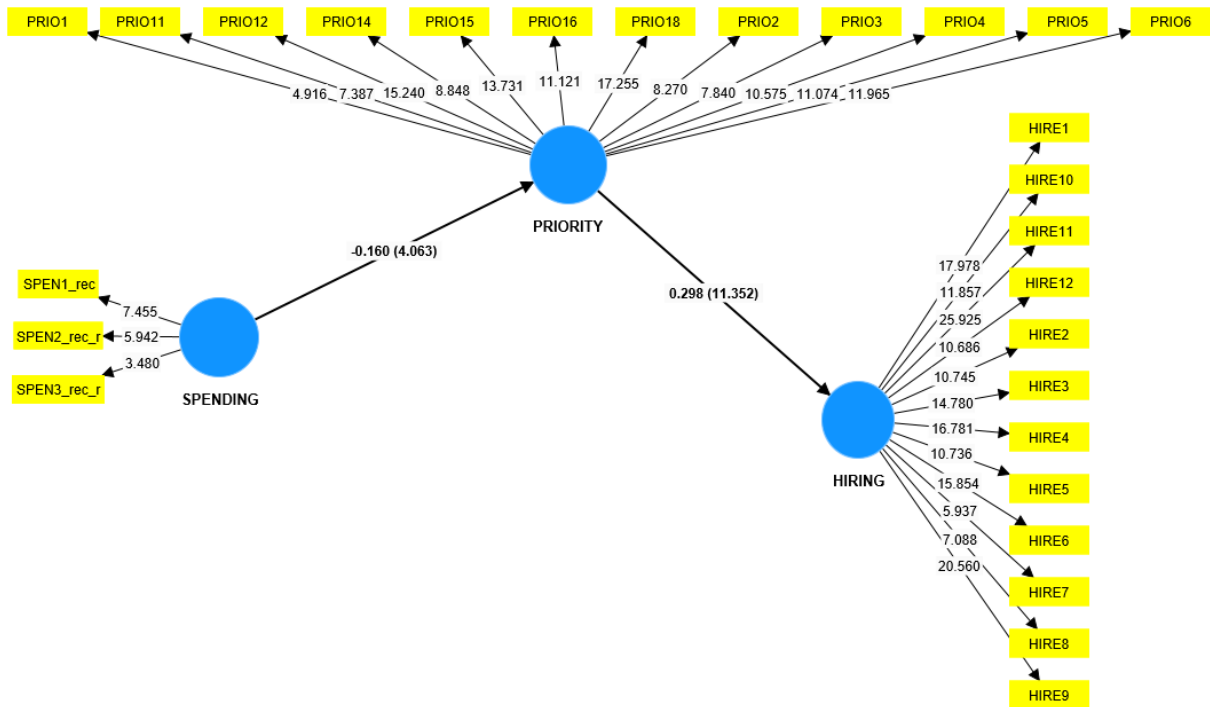 PRIO1 PRIO11 PRIO12 PRIO14 PRIO15 PRIO16 PRIO18 PRIO2 PRIO3 PRIO4 PRIO5 PRIO6
4.916 7.387 15.240 8.848 13.731 11.121 17.255 8.270 7.840 10.575 11.074 11.965
PRIORITY
-0.160 (4.063)
0.298 (11.352)
SPEN1_rec
SPEN2_rec_r
SPEN3_rec_r
7.455
5.942
3.480
SPENDING
HIRING
17.978
11.857
25.925
10.686
10.745
14.780
16.781
10.736
15.854
5.937
7.088
20.560
HIRE1
HIRE10
HIRE11
HIRE12
HIRE2
HIRE3
HIRE4
HIRE5
HIRE6
HIRE7
HIRE8
HIRE9